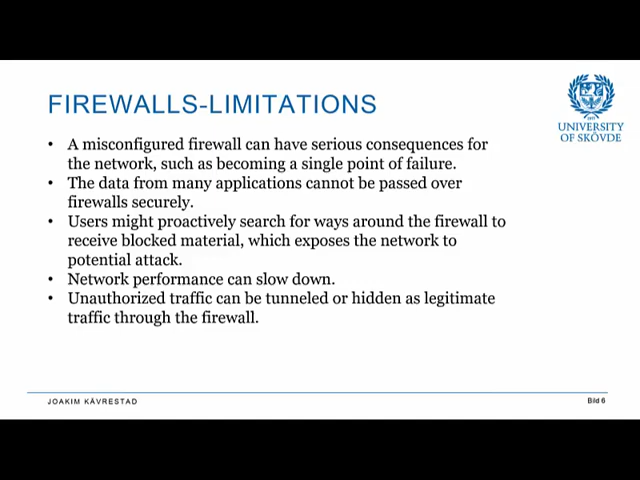 FIREWALLS-LIMITATIONS
UNIVERSITY
OF SKÖVDE
• A misconfigured firewall can have serious consequences for
the network, such as becoming a single point of failure.
• The data from many applications cannot be passed over
firewalls securely.
• Users might proactively search for ways around the firewall to
receive blocked material, which exposes the network to
potential attack.
• Network performance can slow down.
• Unauthorized traffic can be tunneled or hidden as legitimate
traffic through the firewall.
JOAKIM KÄVRESTAD
Bild 6